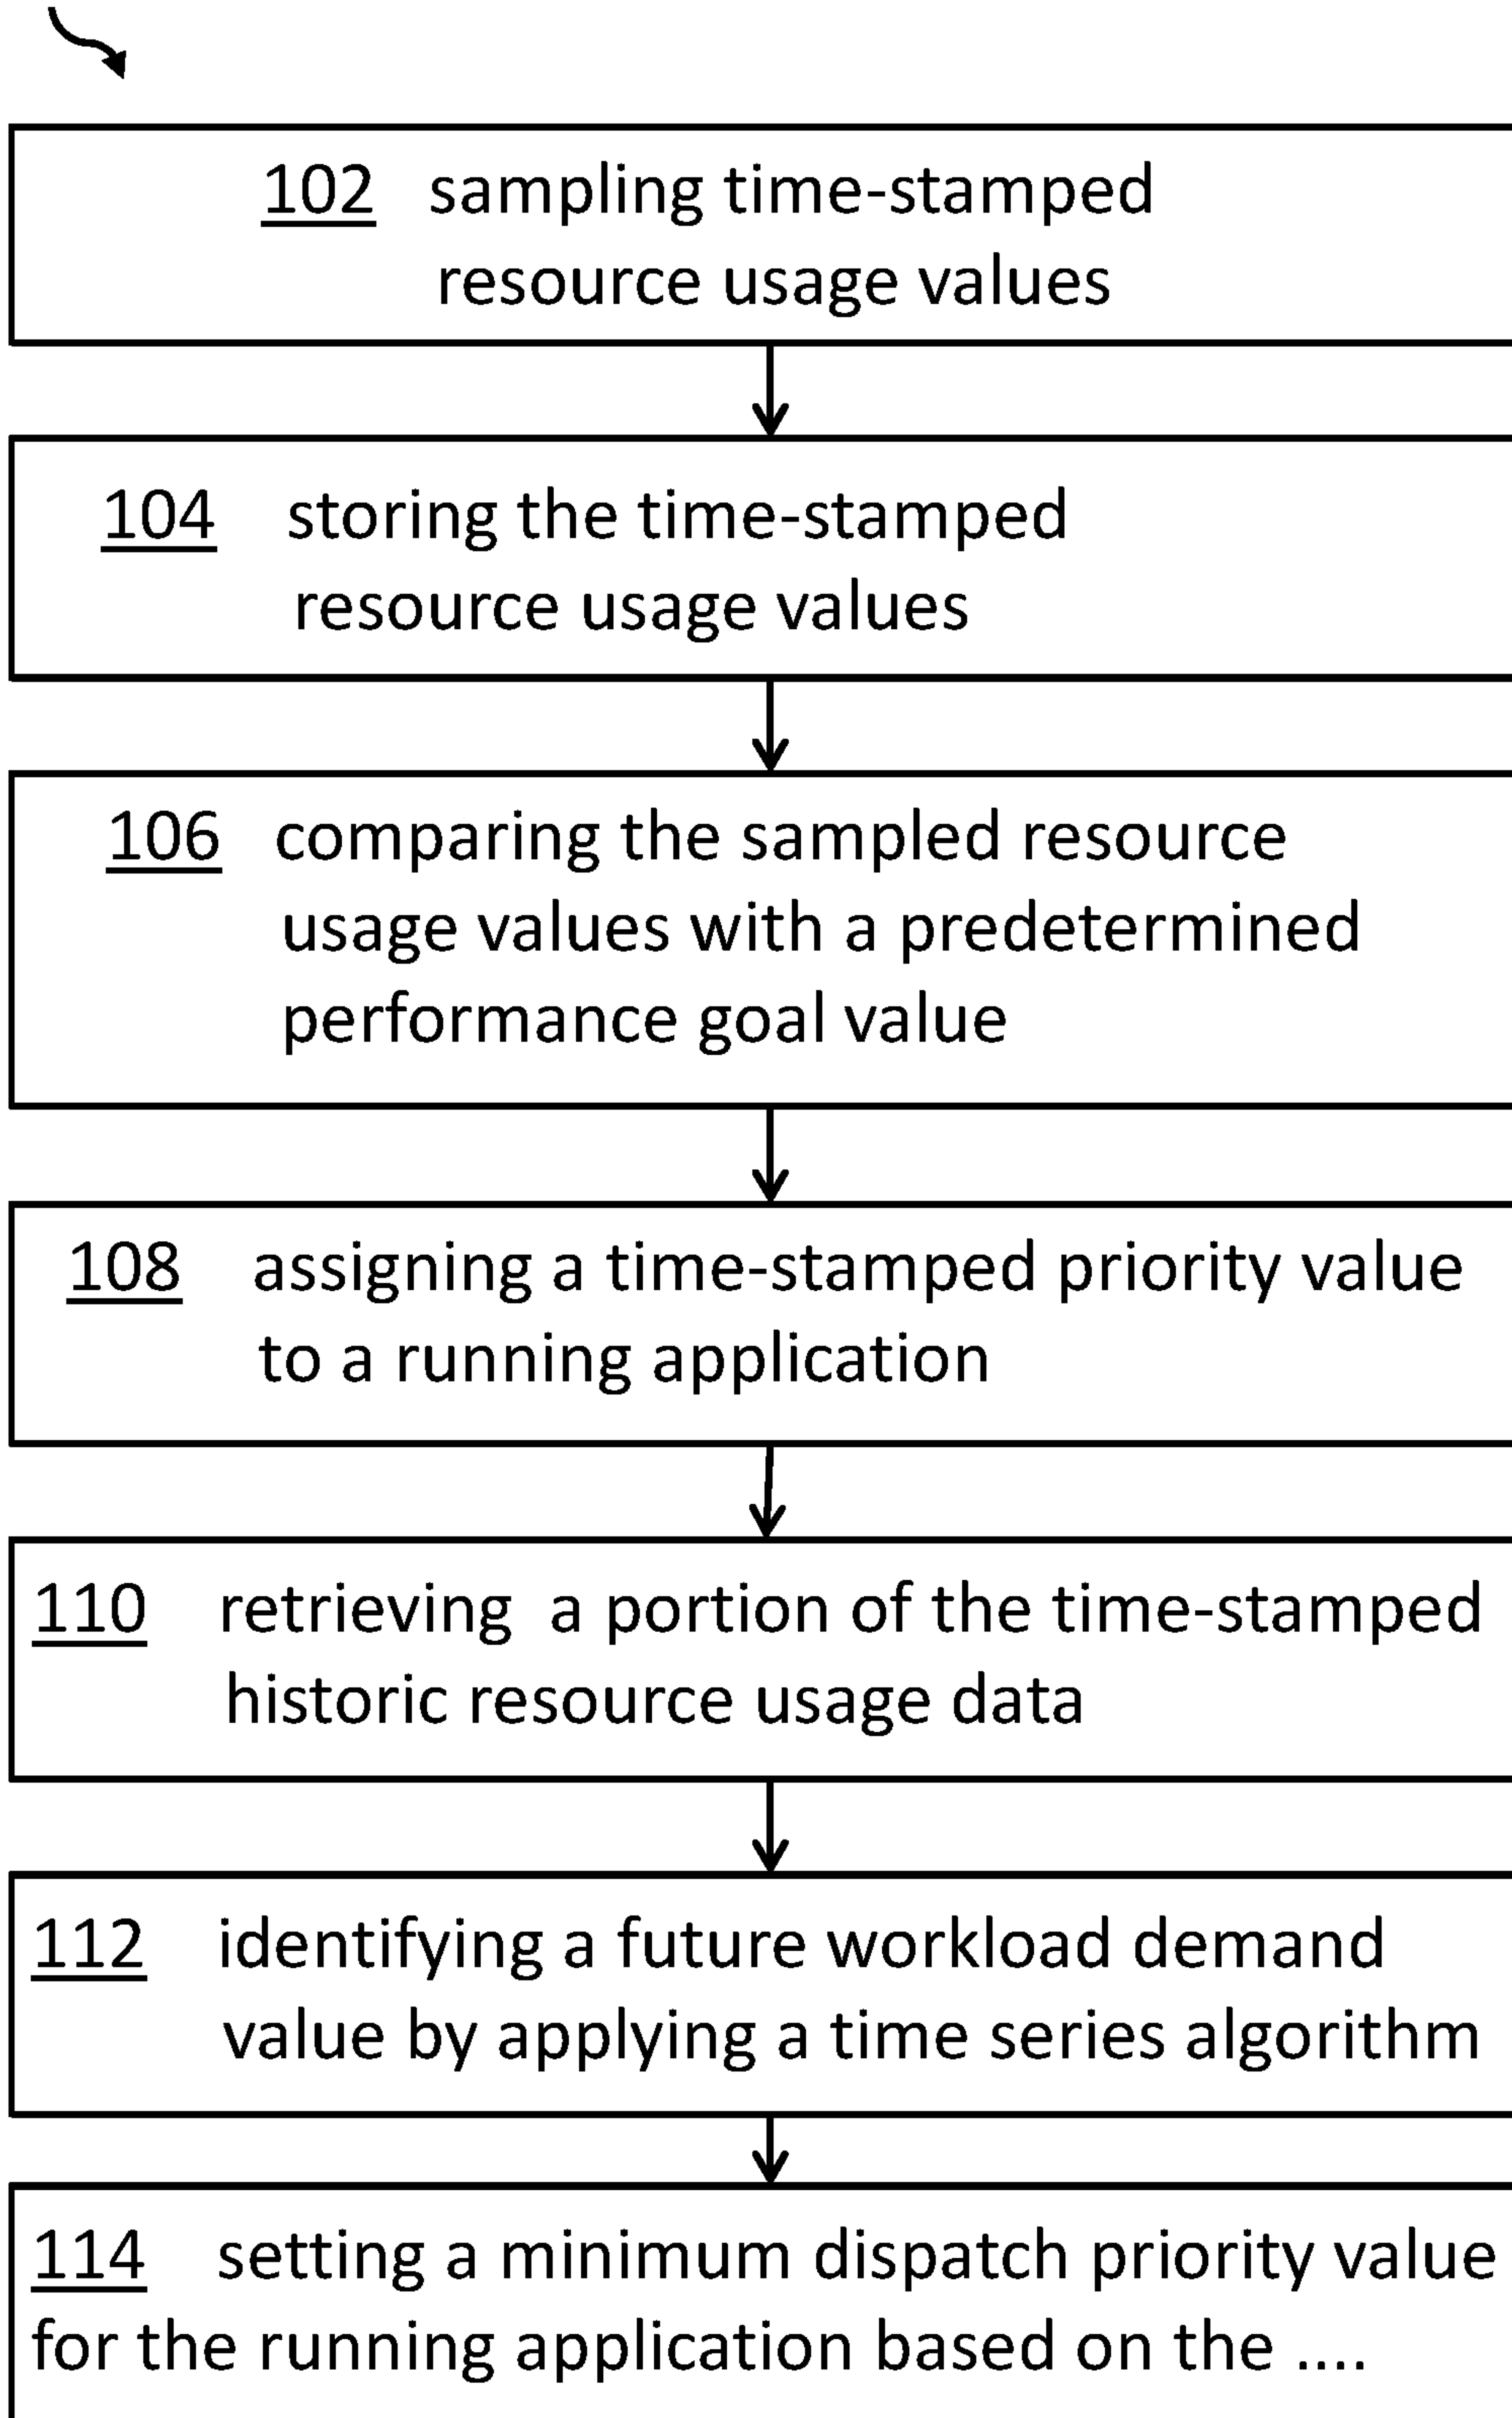 102 sampling time-stamped
resource usage values
104 storing the time-stamped
resource usage values
106 comparing the sampled resource
usage values with a predetermined
performance goal value
108 assigning a time-stamped priority value
to a running application
110 retrieving a portion of the time-stamped
historic resource usage data
112 identifying a future workload demand
value by applying a time series algorithm
114 setting a minimum dispatch priority value
for the running application based on the ....